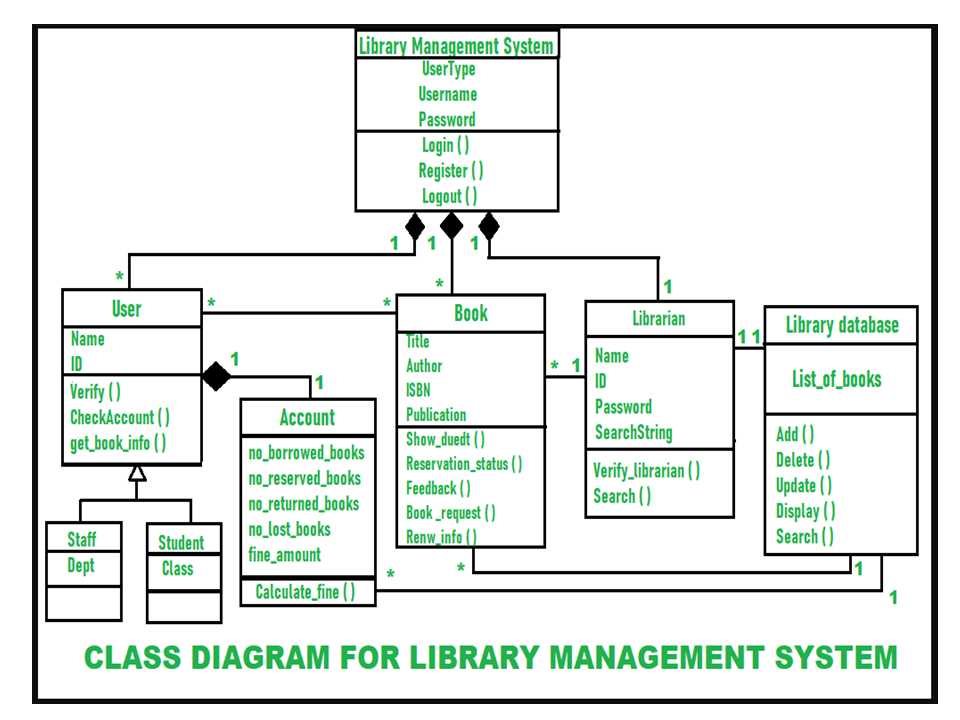 Library Management System
UserType
Username
Password
Login ( )
Register ( )
Logout ( )
1
1
1
*
*
1
User
Name
ID
Verify ( )
CheckAccount ( )
get_book_info ( )
*
*
Book
Title
Author
ISBN
Publication
Show_duedt ( )
Reservation_status ( )
Feedback ( )
Book _request ( )
Renw_info ( )
Librarian
Name
ID
Password
SearchString
Verify_librarian ( )
Search ( )
*
1
1
1
Library database
List_of_books
Add ( )
Delete ( )
Update ( )
Display ( )
Search ( )
1
1
Account
no_borrowed_books
no_reserved_books
no_returned_books
no_lost_books
fine_amount
Calculate_fine ( )
Staff
Dept
Student
Class
*
1
*
1
CLASS DIAGRAM FOR LIBRARY MANAGEMENT SYSTEM